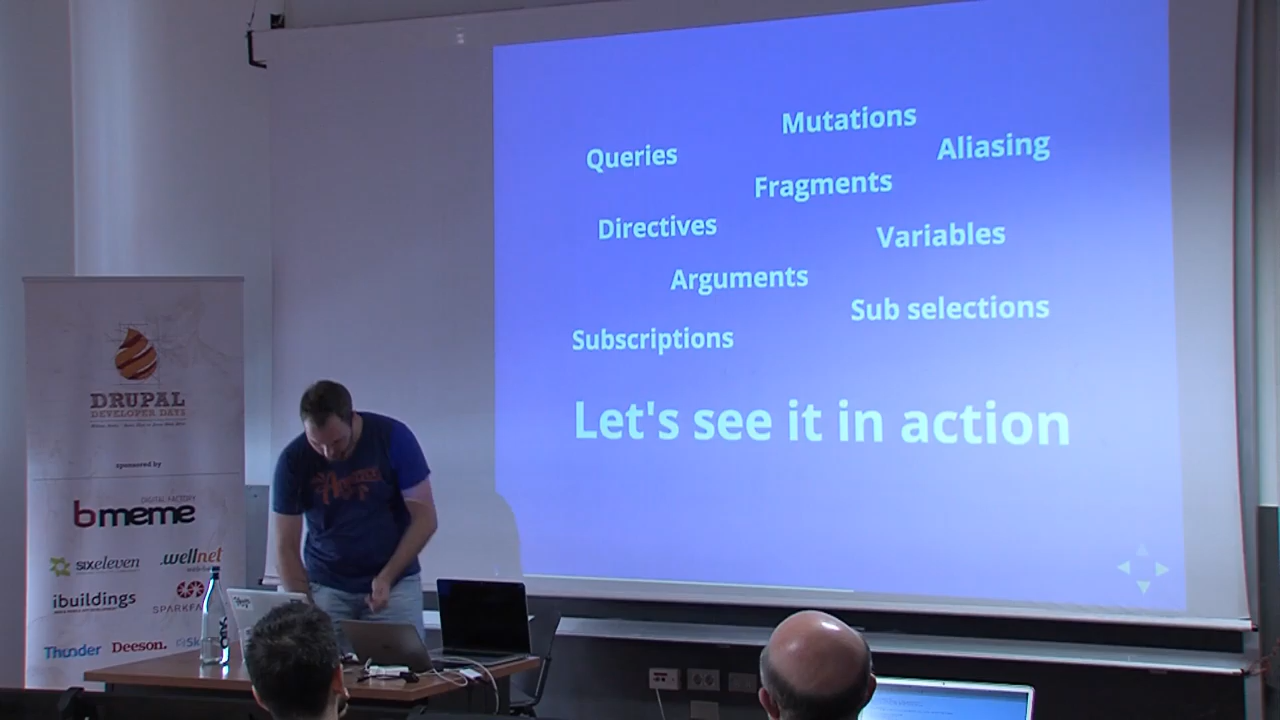 Mutations
Queries
Aliasing
Fragments
Directives
Variables
Arguments
Sub selections
Subscriptions
Let's see it in action
DRUPAL
DEVELOPER DAYS
sponsored by
DIGITAL FACTORY
bmeme
sixeleven
.wellnet
ibuildings
Thunder
Deeson.